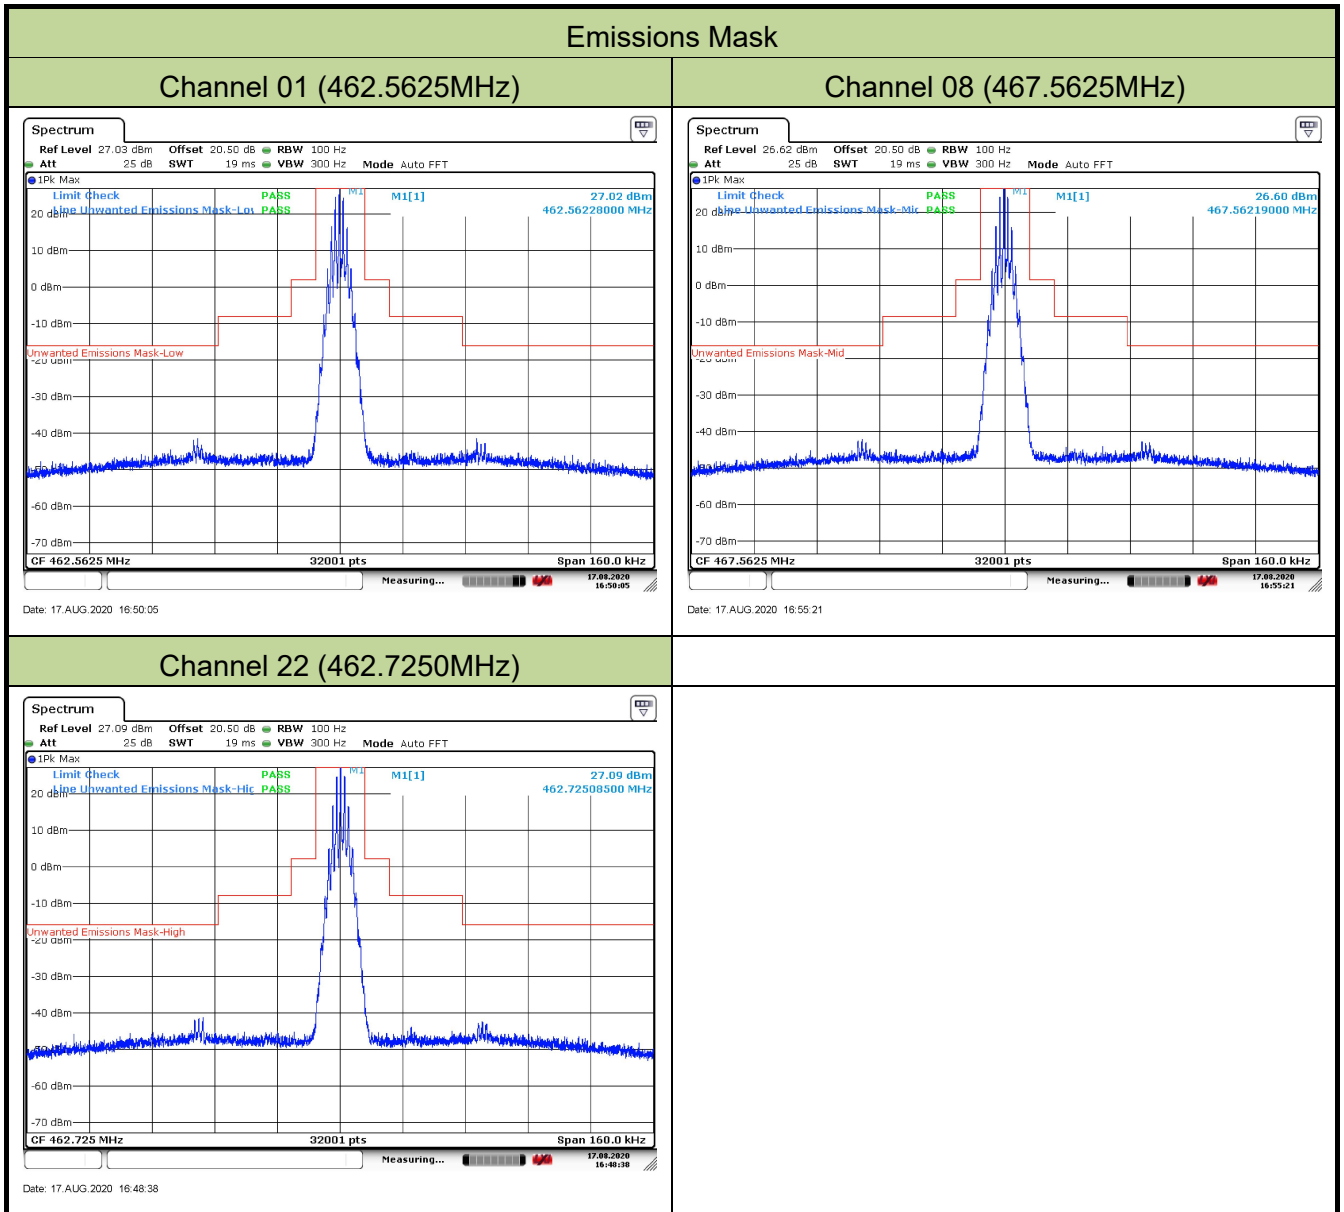 Emissions Mask
Channel 01 (462.5625MHz)
Channel 08 (467.5625MHz)
Spectrum
Ref Level 27.03 dBm Offset 20.50 dB RBW 100 Hz
Att 25 dB SWT 19 ms VBW 300 Hz Mode Auto FFT
1Pk Max
Limit Check PASS M1 M1[1] 27.02 dBm
Line Unwanted Emissions Mask-Lo PASS 462.56228000 MHz
20 dBm
10 dBm
0 dBm
-10 dBm
Unwanted Emissions Mask-Low
-20 dBm
-30 dBm
-40 dBm
-60 dBm
-70 dBm
CF 462.5625 MHz 32001 pts Span 160.0 kHz
Measuring... 17.08.2020
16:50:05
Date: 17.AUG.2020 16:50:05
Spectrum
Ref Level 26.62 dBm Offset 20.50 dB RBW 100 Hz
Att 25 dB SWT 19 ms VBW 300 Hz Mode Auto FFT
1Pk Max
Limit Check PASS M1 M1[1] 26.60 dBm
Line Unwanted Emissions Mask-Mic PASS 467.56219000 MHz
20 dBm
10 dBm
0 dBm
-10 dBm
Unwanted Emissions Mask-Mid
-20 dBm
-30 dBm
-40 dBm
-60 dBm
-70 dBm
CF 467.5625 MHz 32001 pts Span 160.0 kHz
Measuring... 17.08.2020
16:55:21
Date: 17.AUG.2020 16:55:21
Channel 22 (462.7250MHz)
Spectrum
Ref Level 27.09 dBm Offset 20.50 dB RBW 100 Hz
Att 25 dB SWT 19 ms VBW 300 Hz Mode Auto FFT
1Pk Max
Limit Check PASS M1 M1[1] 27.09 dBm
Line Unwanted Emissions Mask-Hig PASS 462.72508500 MHz
20 dBm
10 dBm
0 dBm
-10 dBm
Unwanted Emissions Mask-High
-20 dBm
-30 dBm
-40 dBm
-60 dBm
-70 dBm
CF 462.725 MHz 32001 pts Span 160.0 kHz
Measuring... 17.08.2020
16:48:38
Date: 17.AUG.2020 16:48:38